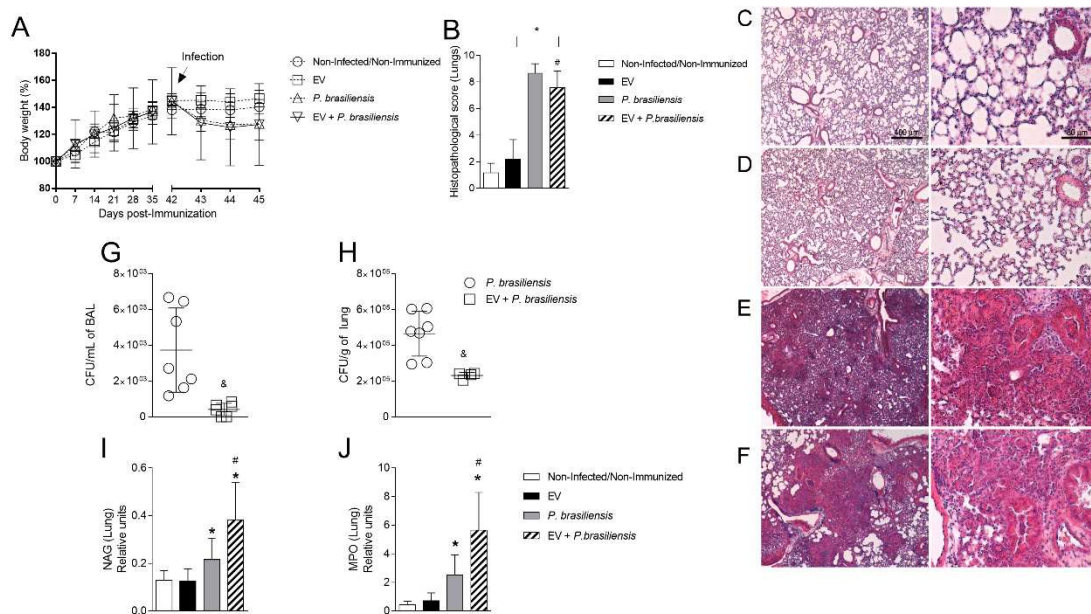 A
Infection
Body weight (%)
180
160
140
120
100
80
0 7 14 21 28 35 42 43 44 45
Days post-Immunization
Non-Infected/Non-Immunized
EV
P. brasiliensis
EV + P. brasiliensis
B
Histopathological score (Lungs)
10
8
6
4
2
0
*
#
Non-Infected/Non-Immunized
EV
P. brasiliensis
EV + P.brasiliensis
C
80 µm
D
E
F
G
CFU/mL of BAL
8×10⁰³
6×10⁰³
4×10⁰³
2×10⁰³
0
&
H
CFU/g of lung
0
&
P. brasiliensis
EV + P. brasiliensis
I
NAG (Lung)
Relative units
0.6
0.4
0.2
0.0
*
#
*
J
MPO (Lung)
Relative units
10
8
6
4
2
0
*
#
*
Non-Infected/Non-Immunized
EV
P. brasiliensis
EV + P.brasiliensis